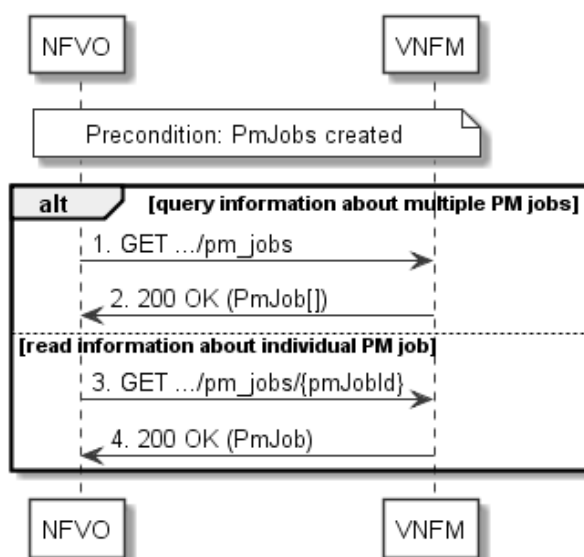 NFVO VNFM
Precondition: PmJobs created
alt [query information about multiple PM jobs]
1. GET .../pm_jobs
2. 200 OK (PmJob[])
[read information about individual PM job]
3. GET .../pm_jobs/{pmJobId}
4. 200 OK (PmJob)
NFVO VNFM